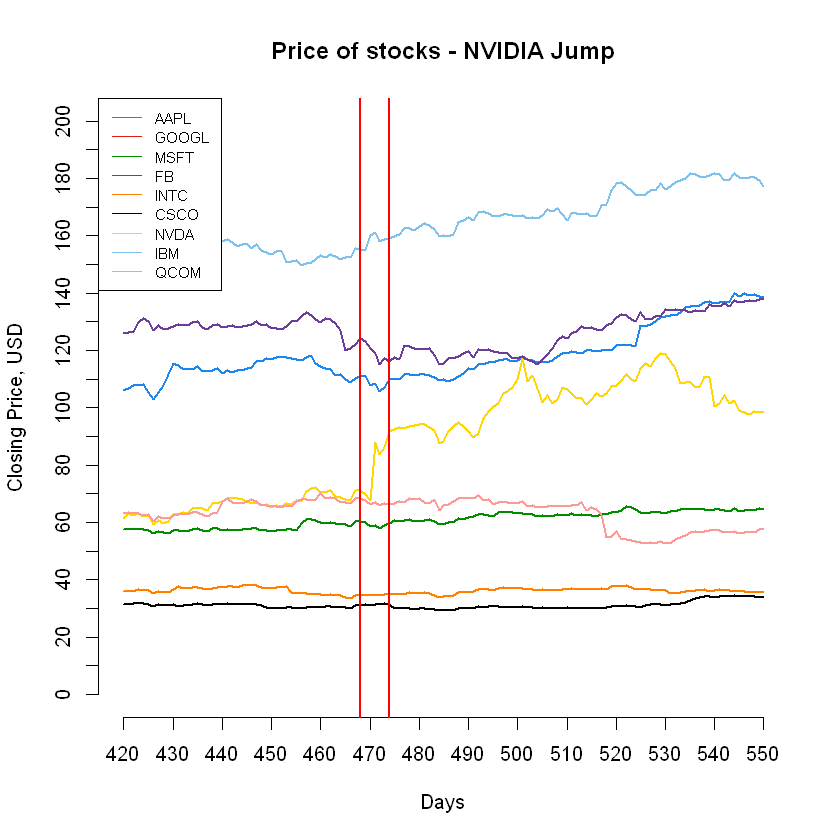 Price of stocks - NVIDIA Jump
AAPL
GOOGL
MSFT
FB
INTC
CSCO
NVDA
IBM
QCOM
Closing Price, USD
200
180
160
140
120
100
80
60
40
20
0
420 430 440 450 460 470 480 490 500 510 520 530 540 550
Days